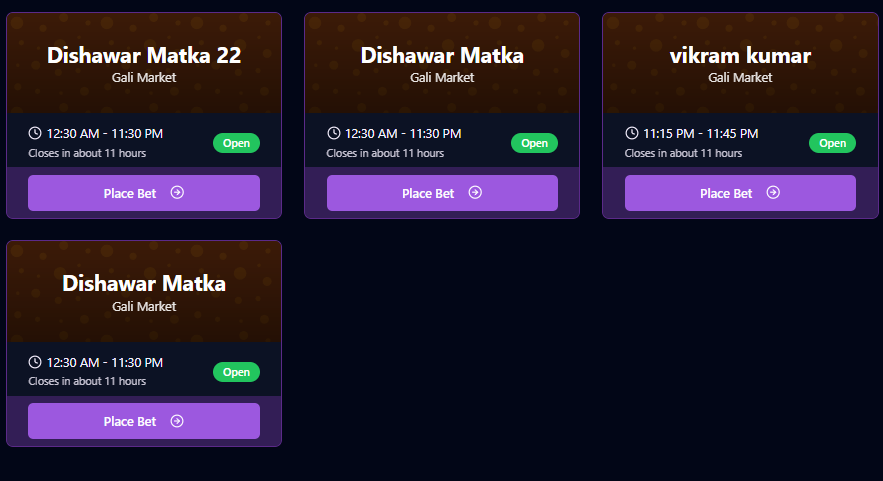 Dishawar Matka 22
Gali Market
12:30 AM - 11:30 PM
Closes in about 11 hours
Open
Place Bet
Dishawar Matka
Gali Market
12:30 AM - 11:30 PM
Closes in about 11 hours
Open
Place Bet
vikram kumar
Gali Market
11:15 PM - 11:45 PM
Closes in about 11 hours
Open
Place Bet
Dishawar Matka
Gali Market
12:30 AM - 11:30 PM
Closes in about 11 hours
Open
Place Bet